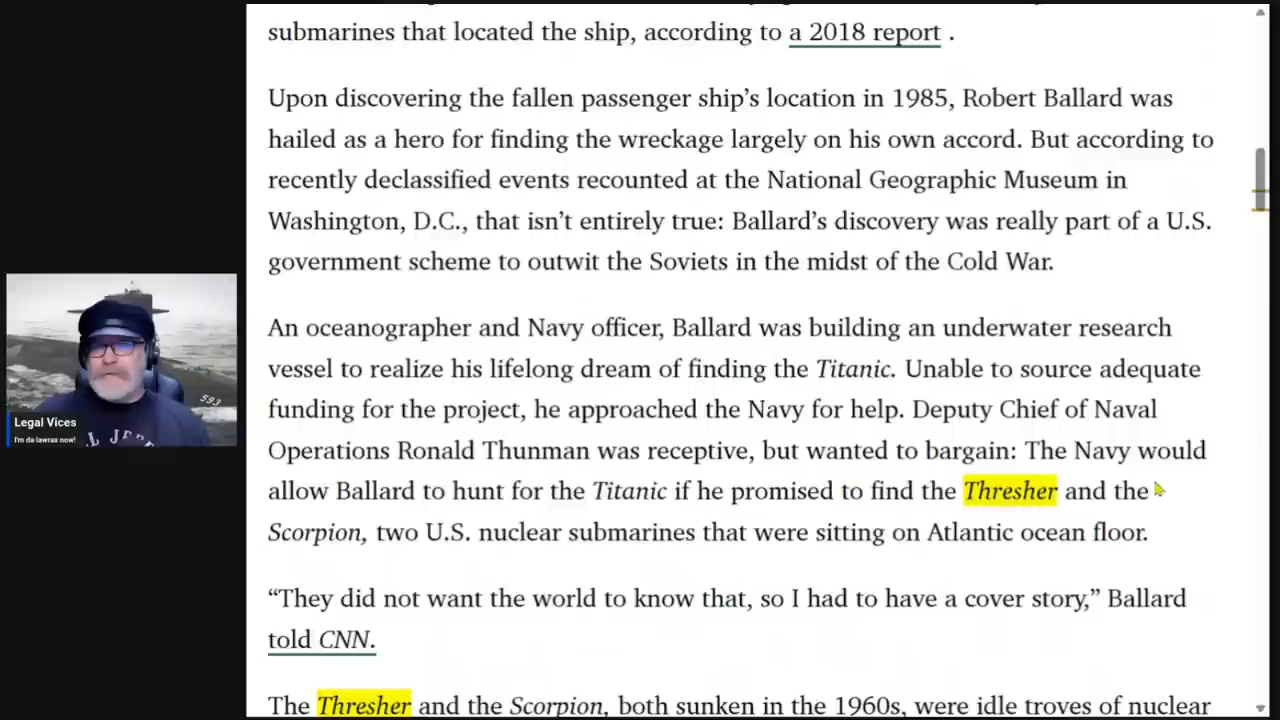 submarines that located the ship, according to a 2018 report .
Upon discovering the fallen passenger ship’s location in 1985, Robert Ballard was
hailed as a hero for finding the wreckage largely on his own accord. But according to
recently declassified events recounted at the National Geographic Museum in
Washington, D.C., that isn’t entirely true: Ballard’s discovery was really part of a U.S.
government scheme to outwit the Soviets in the midst of the Cold War.
An oceanographer and Navy officer, Ballard was building an underwater research
vessel to realize his lifelong dream of finding the Titanic. Unable to source adequate
funding for the project, he approached the Navy for help. Deputy Chief of Naval
Operations Ronald Thunman was receptive, but wanted to bargain: The Navy would
allow Ballard to hunt for the Titanic if he promised to find the Thresher and the
Scorpion, two U.S. nuclear submarines that were sitting on Atlantic ocean floor.
“They did not want the world to know that, so I had to have a cover story,” Ballard
told CNN.
The Thresher and the Scorpion, both sunken in the 1960s, were idle troves of nuclear
593
Legal Vices
I'm da lawrax now!